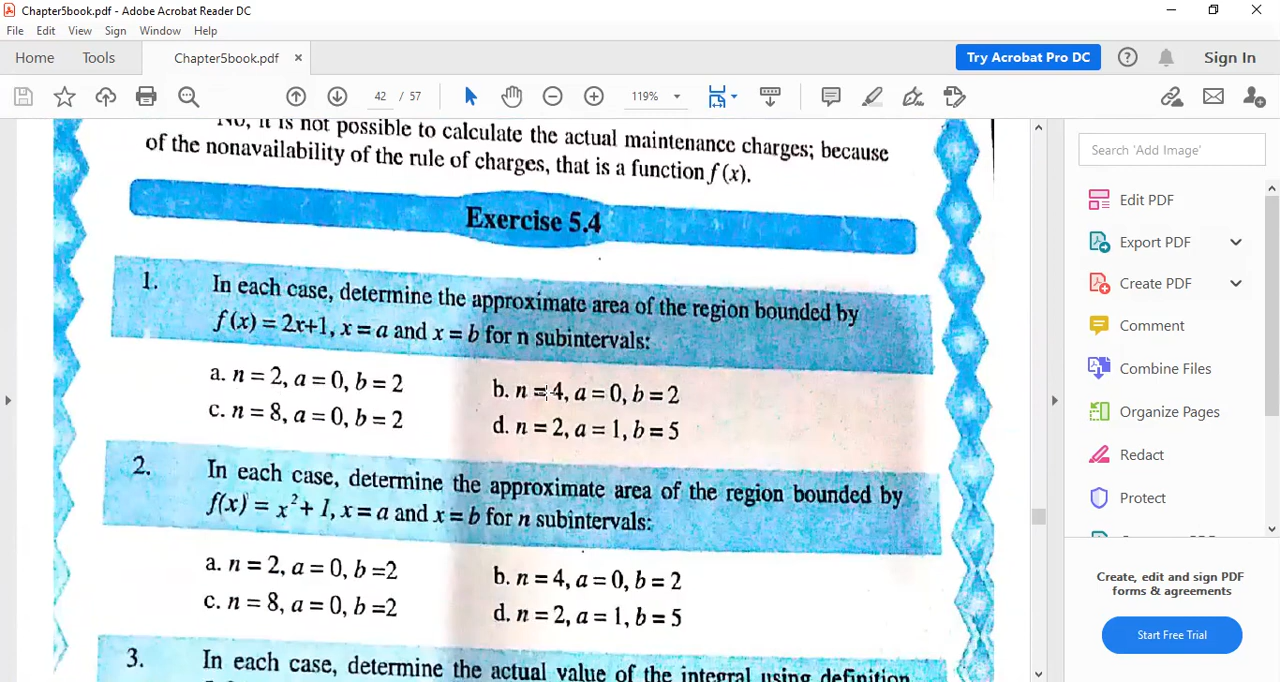 Chapter5book.pdf - Adobe Acrobat Reader DC
File Edit View Sign Window Help
Home Tools Chapter5book.pdf × Try Acrobat Pro DC Sign In
42 / 57 119%
No, it is not possible to calculate the actual maintenance charges; because
of the nonavailability of the rule of charges, that is a function f (x).
Exercise 5.4
1. In each case, determine the approximate area of the region bounded by
f (x) = 2x+1, x = a and x = b for n subintervals:
a. n = 2, a = 0, b = 2 b. n = 4, a = 0, b = 2
c. n = 8, a = 0, b = 2 d. n = 2, a = 1, b = 5
2. In each case, determine the approximate area of the region bounded by
f(x) = x²+ 1, x = a and x = b for n subintervals:
a. n = 2, a = 0, b =2 b. n = 4, a = 0, b = 2
c. n = 8, a = 0, b =2 d. n = 2, a = 1, b = 5
3. In each case, determine the actual value of the integral using definition
Search 'Add Image'
Edit PDF
Export PDF
Create PDF
Comment
Combine Files
Organize Pages
Redact
Protect
Create, edit and sign PDF
forms & agreements
Start Free Trial